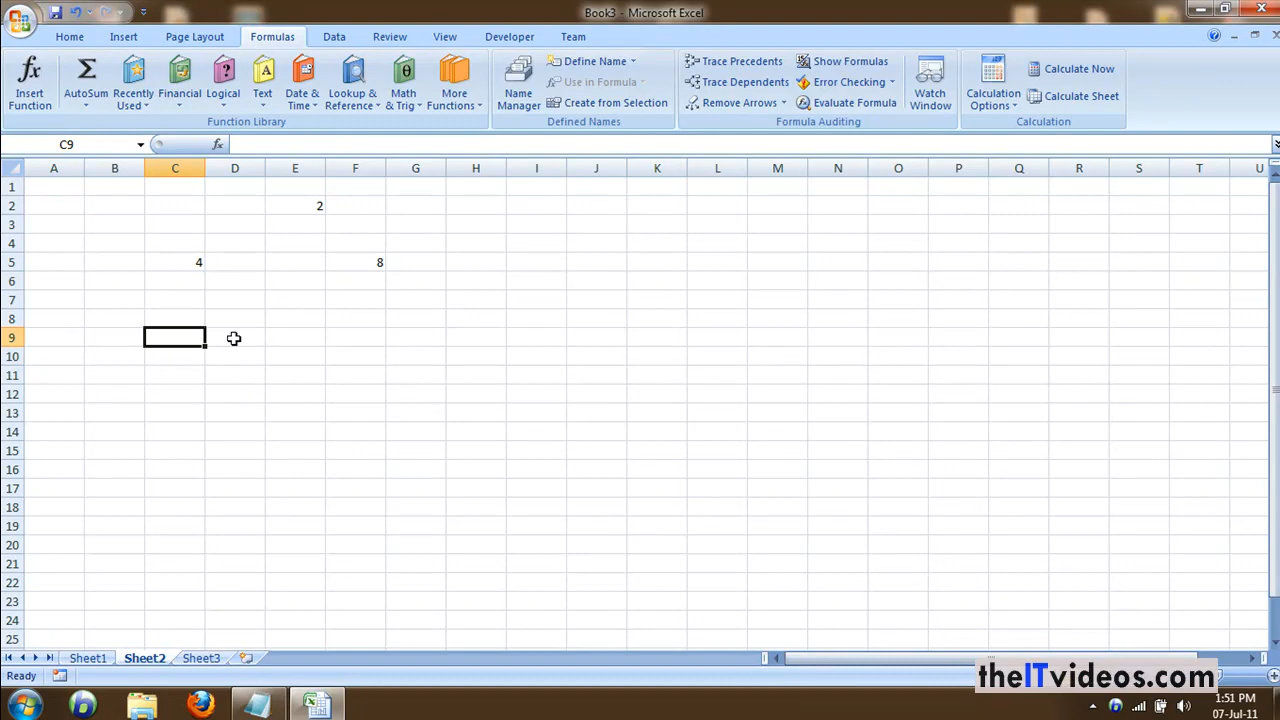 Book3 - Microsoft Excel
Home Insert Page Layout Formulas Data Review View Developer Team
Insert Function
AutoSum
Recently Used
Financial
Logical
Text
Date & Time
Lookup & Reference
Math & Trig
More Functions
Function Library
Name Manager
Define Name
Use in Formula
Create from Selection
Defined Names
Trace Precedents
Trace Dependents
Remove Arrows
Show Formulas
Error Checking
Evaluate Formula
Formula Auditing
Watch Window
Calculation Options
Calculate Now
Calculate Sheet
Calculation
C9 fx
A B C D E F G H I J K L M N O P Q R S T U
1
2 2
3
4
5 4 8
6
7
8
9
10
11
12
13
14
15
16
17
18
19
20
21
22
23
24
25
Sheet1 Sheet2 Sheet3
Ready
theITvideos.com
1:51 PM
07-Jul-11